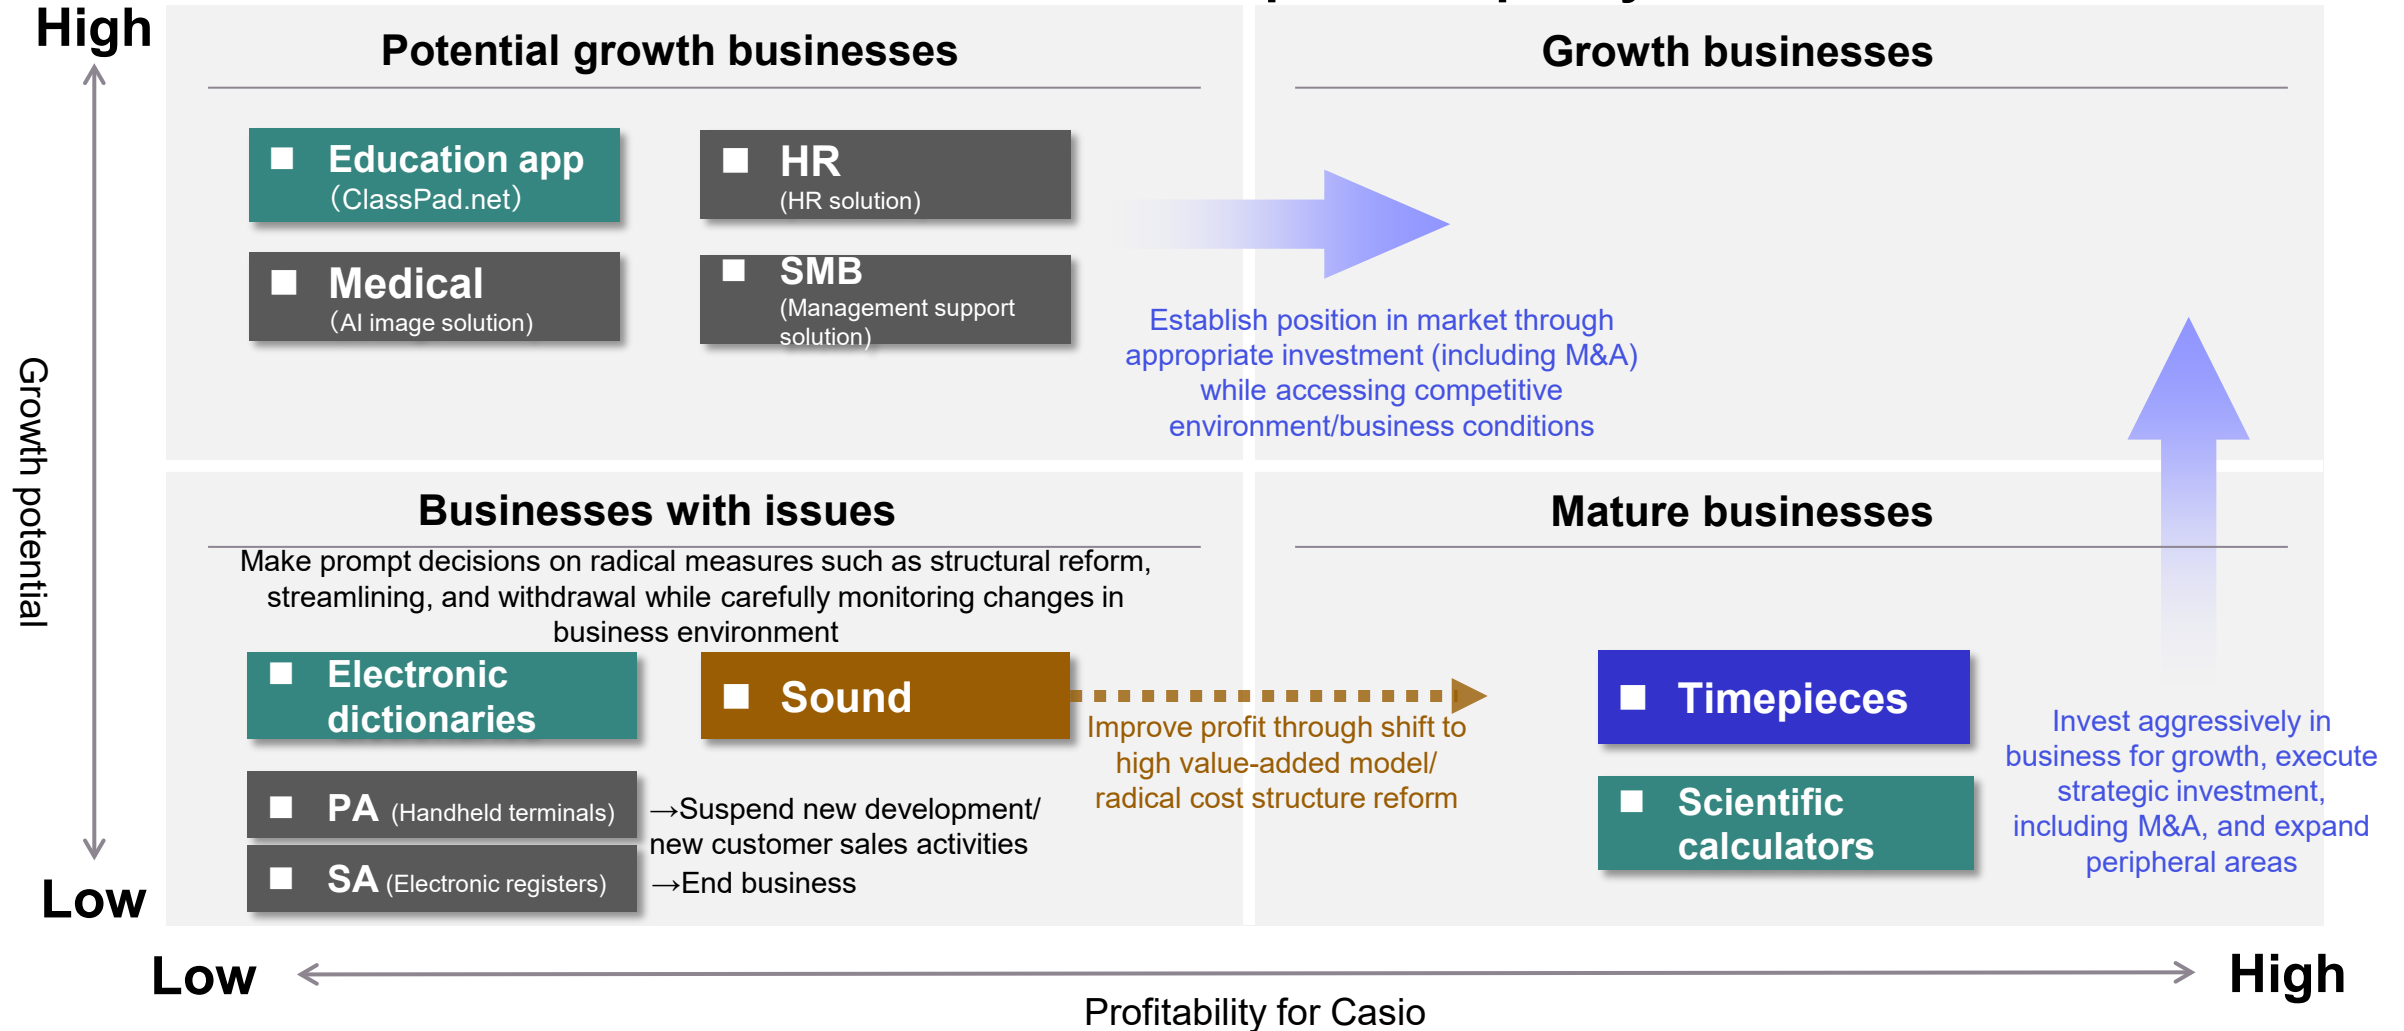 High
Potential growth businesses
Growth businesses
■ Education app
（ClassPad.net）
■ HR
(HR solution)
■ Medical
（AI image solution)
■ SMB
(Management support
solution)
Establish position in market through
appropriate investment (including M&A)
while accessing competitive
environment/business conditions
Growth potential
Businesses with issues
Make prompt decisions on radical measures such as structural reform,
streamlining, and withdrawal while carefully monitoring changes in
business environment
Mature businesses
■ Electronic
dictionaries
■ Sound
Improve profit through shift to
high value-added model/
radical cost structure reform
■ Timepieces
■ Scientific
calculators
Invest aggressively in
business for growth, execute
strategic investment,
including M&A, and expand
peripheral areas
■ PA (Handheld terminals)
→Suspend new development/
new customer sales activities
■ SA (Electronic registers)
→End business
Low
Low
High
Profitability for Casio